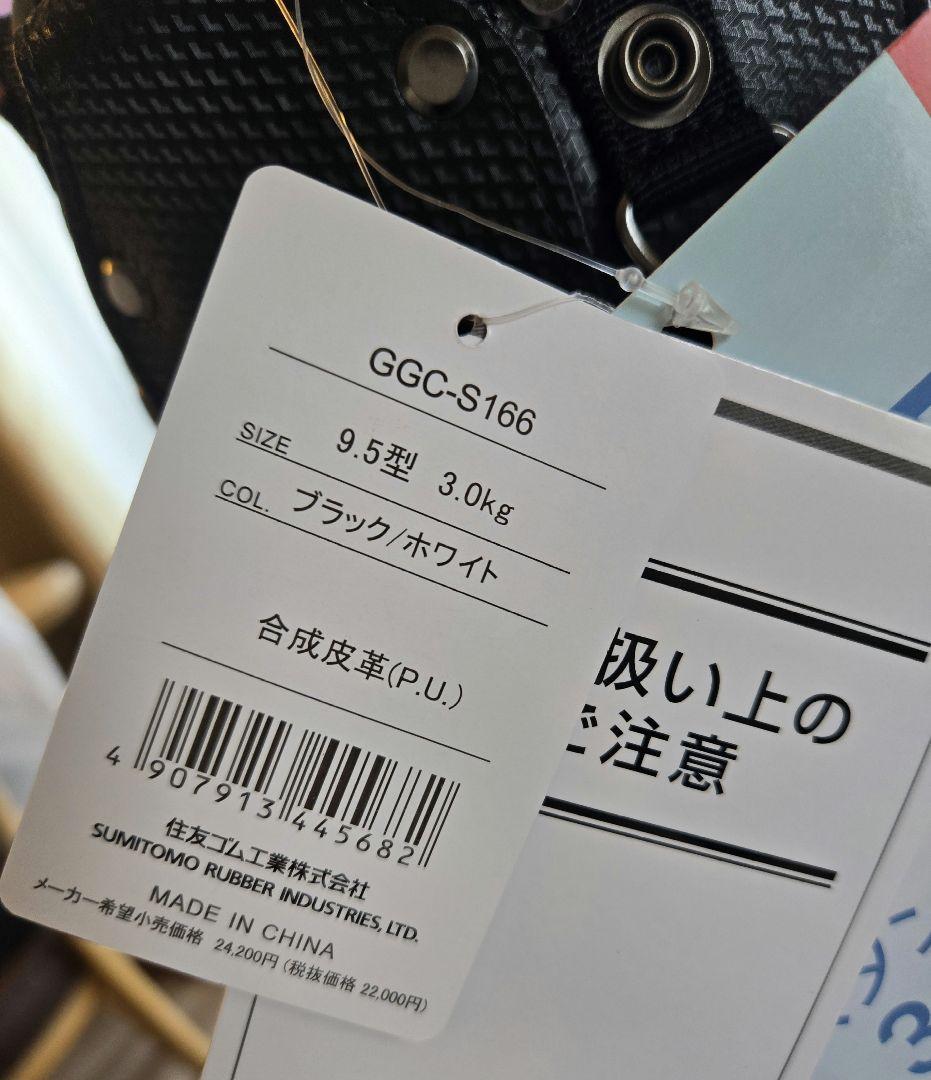 GGC-S166
SIZE 9.5型 3.0kg
COL. ブラック/ホワイト
合成皮革(P.U.)
4 907913 445682
住友ゴム工業株式会社
SUMITOMO RUBBER INDUSTRIES, LTD.
MADE IN CHINA
メーカー希望小売価格 24,200円 (税抜価格 22,000円)
扱い上の
ご注意